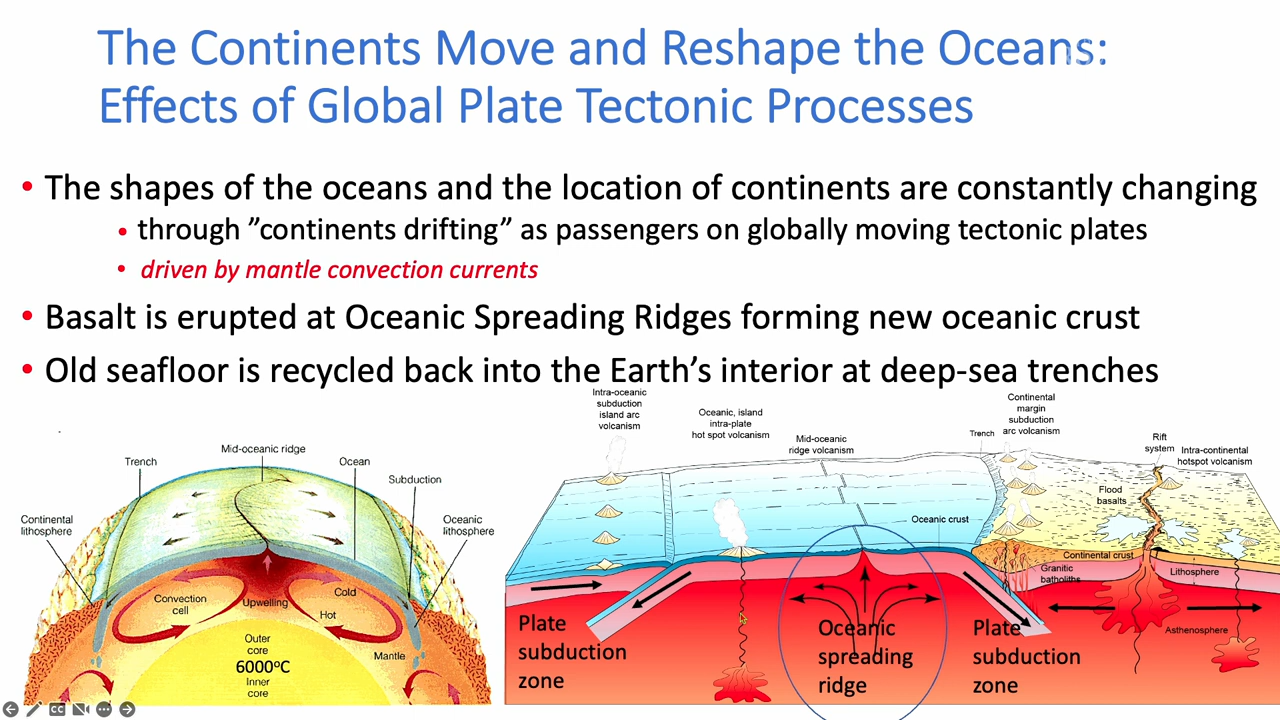 The Continents Move and Reshape the Oceans:
Effects of Global Plate Tectonic Processes
• The shapes of the oceans and the location of continents are constantly changing
• through ”continents drifting” as passengers on globally moving tectonic plates
• driven by mantle convection currents
• Basalt is erupted at Oceanic Spreading Ridges forming new oceanic crust
• Old seafloor is recycled back into the Earth’s interior at deep-sea trenches
Mid-oceanic ridge
Trench
Ocean
Subduction
Continental
lithosphere
Oceanic
lithosphere
Convection
cell
Upwelling
Cold
Hot
Mantle
Outer
core
6000°C
Inner
core
Intra-oceanic
subduction
island arc
volcanism
Oceanic, island
intra-plate
hot spot volcanism
Mid-oceanic
ridge volcanism
Trench
Continental
margin
subduction
arc volcanism
Rift
system
Intra-continental
hotspot volcanism
Flood
basalts
Oceanic crust
Continental crust
Granitic
batholiths
Lithosphere
Asthenosphere
Plate
subduction
zone
Oceanic
spreading
ridge
Plate
subduction
zone
CC